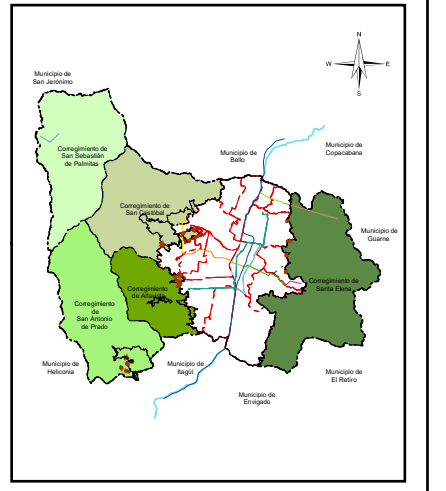 N
W
E
S
Municipio de
San Jerónimo
Municipio de
Copacabana
Municipio de
Bello
Corregimiento de
San Sebastián
de Palmitas
Corregimiento de
San Cristóbal
Municipio de
Guarne
Corregimiento de
Santa Elena
Corregimiento
de Altavista
Corregimiento
de
San Antonio
de Prado
Municipio de
Heliconia
Municipio de
Itagüí
Municipio de
El Retiro
Municipio de
Envigado